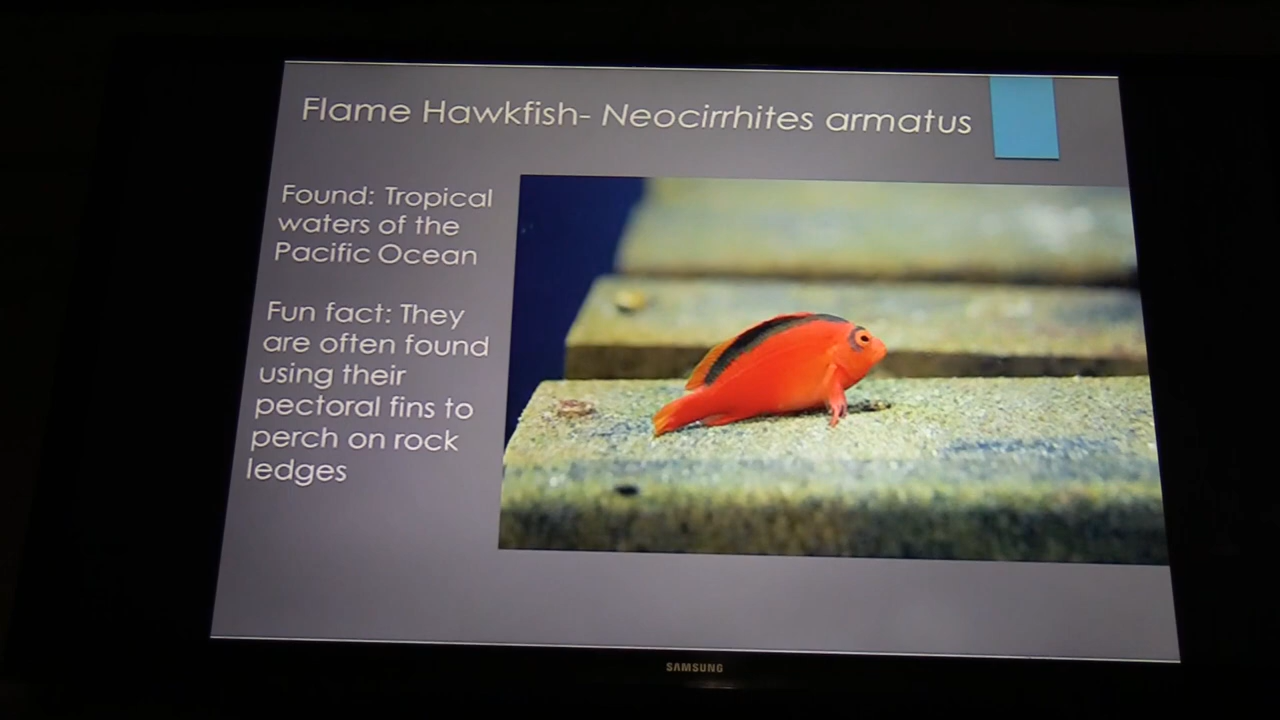 Flame Hawkfish- Neocirrhites armatus
Found: Tropical
waters of the
Pacific Ocean
Fun fact: They
are often found
using their
pectoral fins to
perch on rock
ledges
SAMSUNG